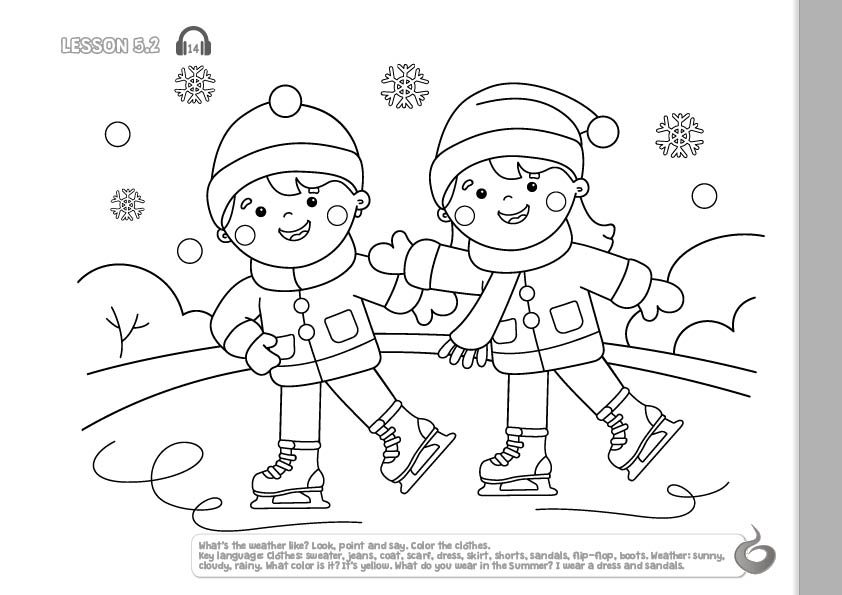 LESSON 5.2
14
What's the weather like? Look, point and say. Color the clothes.
Key language: Clothes: sweater, jeans, coat, scarf, dress, skirt, shorts, sandals, flip-flop, boots. Weather: sunny,
cloudy, rainy. What color is it? It's yellow. What do you wear in the Summer? I wear a dress and sandals.